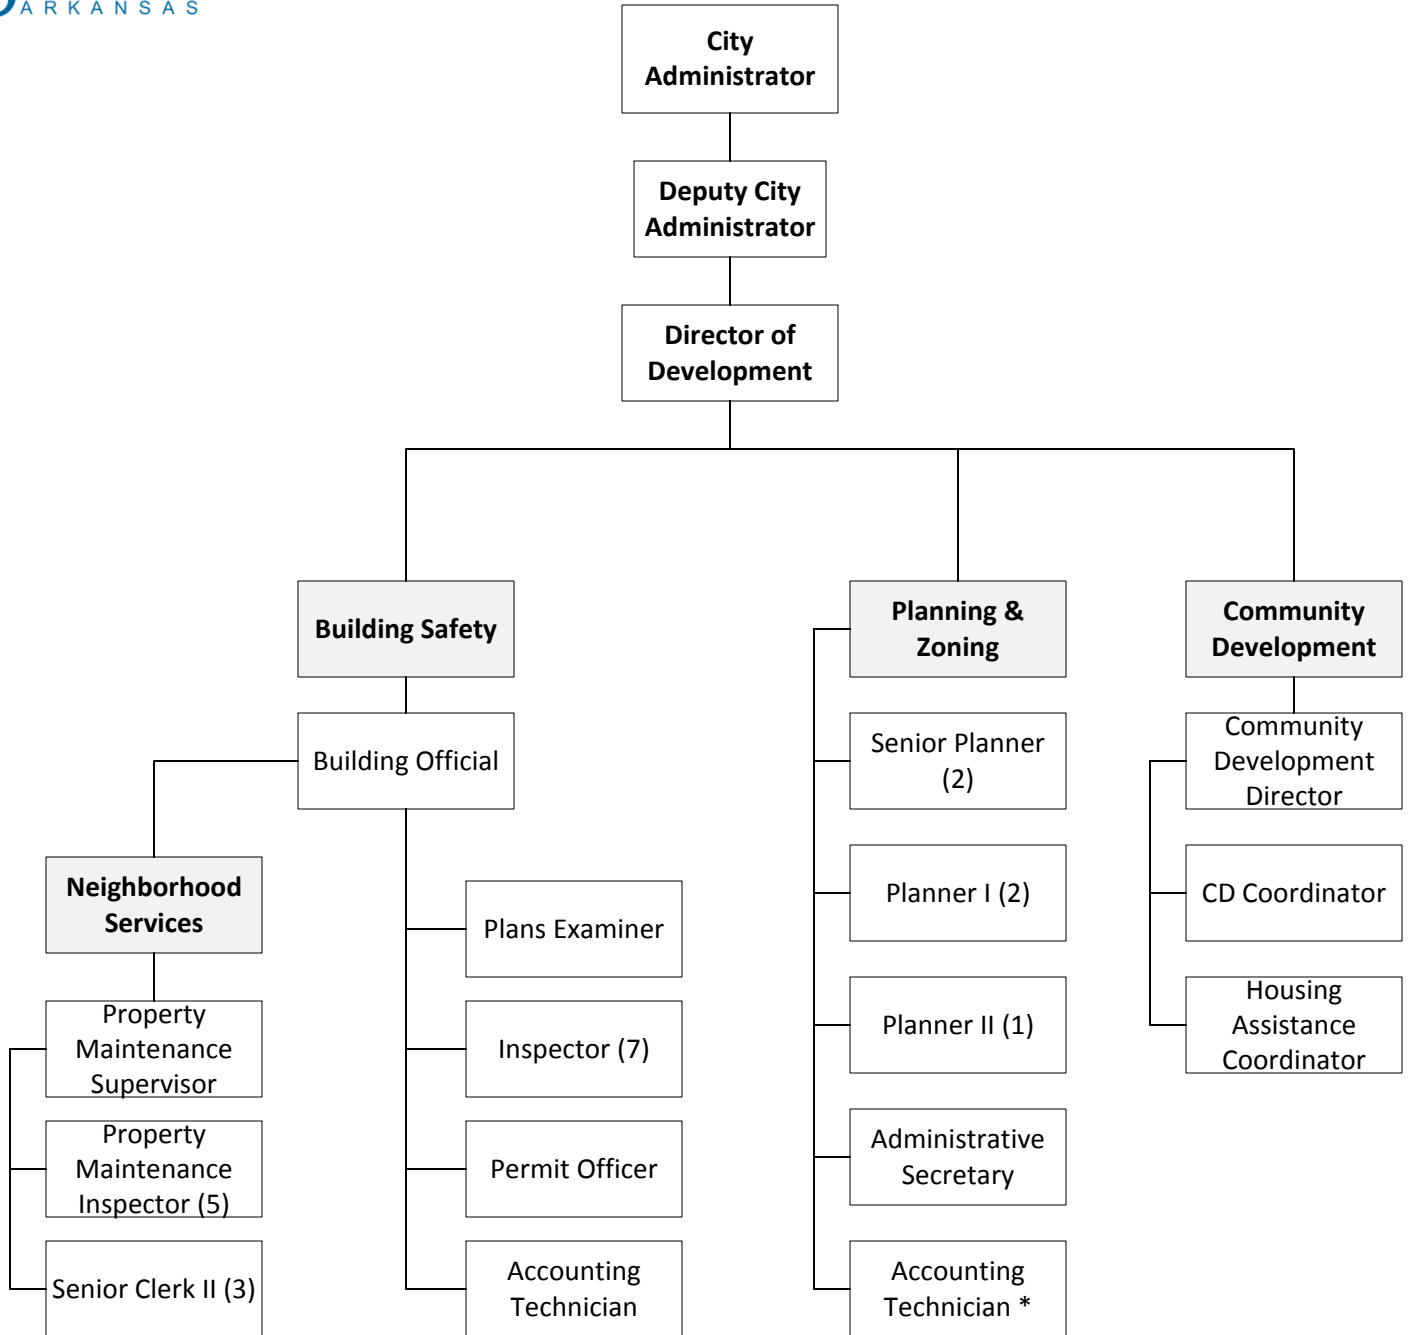 ARKANSAS
City
Administrator
Deputy City
Administrator
Director of
Development
Building Safety
Planning &
Zoning
Community
Development
Building Official
Senior Planner
(2)
Community
Development
Director
Neighborhood
Services
Plans Examiner
Planner I (2)
CD Coordinator
Property
Maintenance
Supervisor
Inspector (7)
Planner II (1)
Housing
Assistance
Coordinator
Property
Maintenance
Inspector (5)
Permit Officer
Administrative
Secretary
Senior Clerk II (3)
Accounting
Technician
Accounting
Technician *